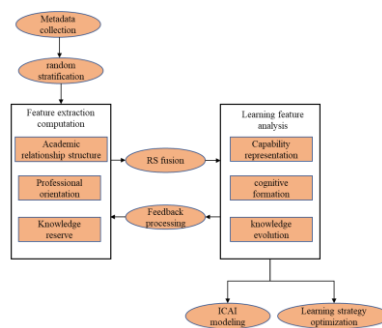 Metadata
collection
random
stratification
Feature extraction
computation
Academic
relationship structure
Professional
orientation
Knowledge
reserve
RS fusion
Feedback
processing
Learning feature
analysis
Capability
representation
cognitive
formation
knowledge
evolution
ICAI
modeling
Learning strategy
optimization